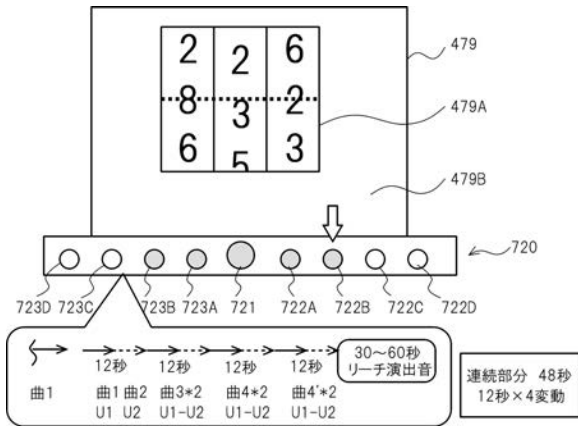 2 2 6
8 3 2
6 5 3
479
479A
479B
720
723D 723C 723B 723A 721 722A 722B 722C 722D
12秒 12秒 12秒 12秒
曲1 曲1 曲2 曲3*2 曲4*2 曲4'*2
U1 U2 U1-U2 U1-U2 U1-U2
30～60秒
リーチ演出音
連続部分 48秒
12秒×4変動